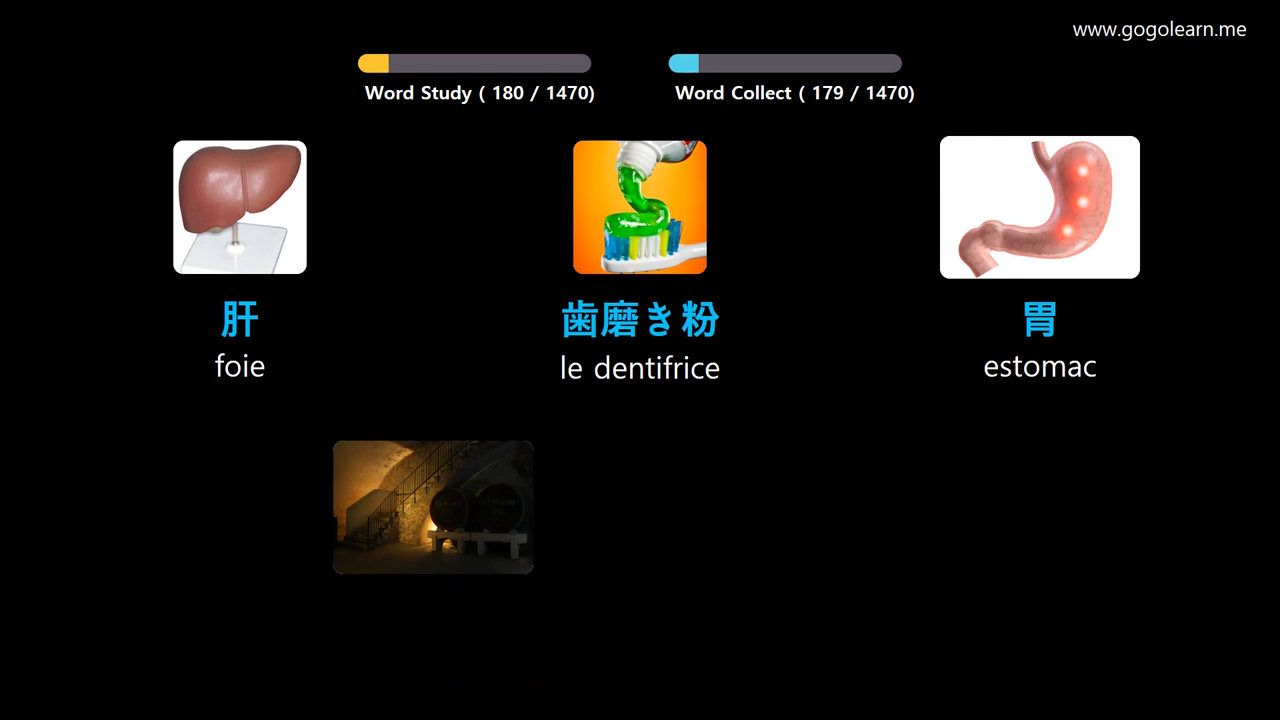 www.gogolearn.me
Word Study ( 180 / 1470)
Word Collect ( 179 / 1470)
肝
歯磨き粉
胃
foie
le dentifrice
estomac